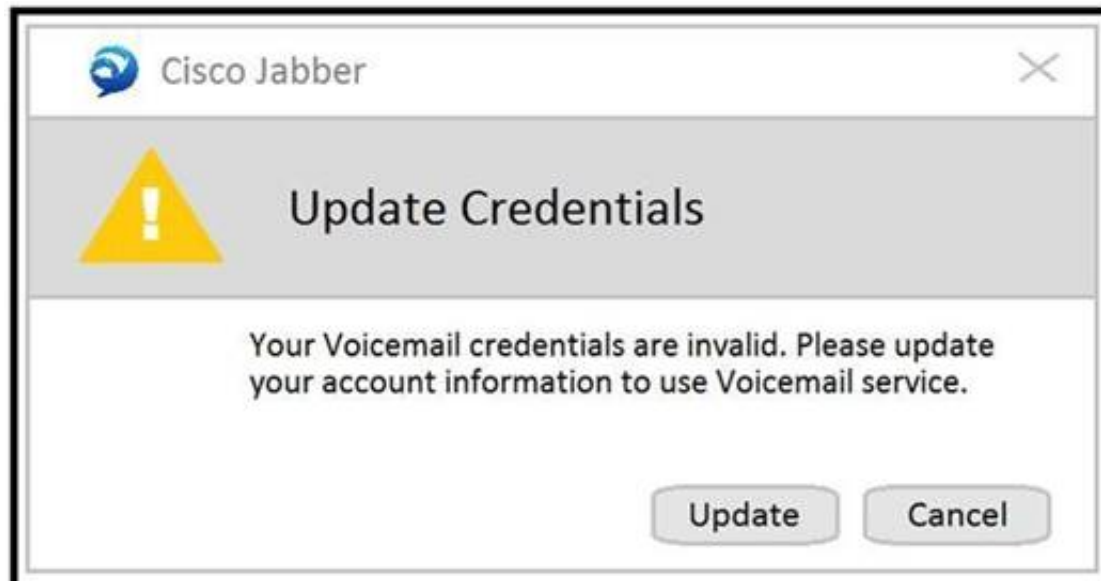 Cisco Jabber
Update Credentials
Your Voicemail credentials are invalid. Please update
your account information to use Voicemail service.
Update
Cancel